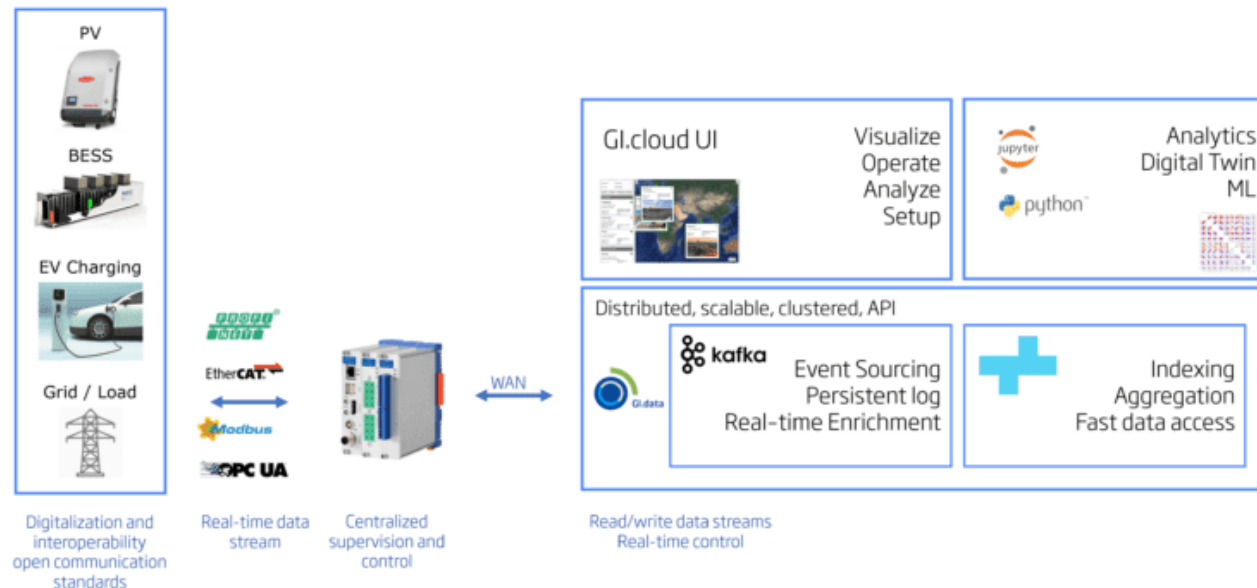 PV
BESS
EV Charging
Grid / Load
Digitalization and
interoperability
open communication
standards
PROFI
NET
EtherCAT
Modbus
OPC UA
Real-time data
stream
Centralized
supervision and
control
WAN
GI.cloud UI
Visualize
Operate
Analyze
Setup
jupyter
python
Analytics
Digital Twin
ML
Distributed, scalable, clustered, API
GI.data
kafka
Event Sourcing
Persistent log
Real-time Enrichment
Indexing
Aggregation
Fast data access
Read/write data streams
Real-time control